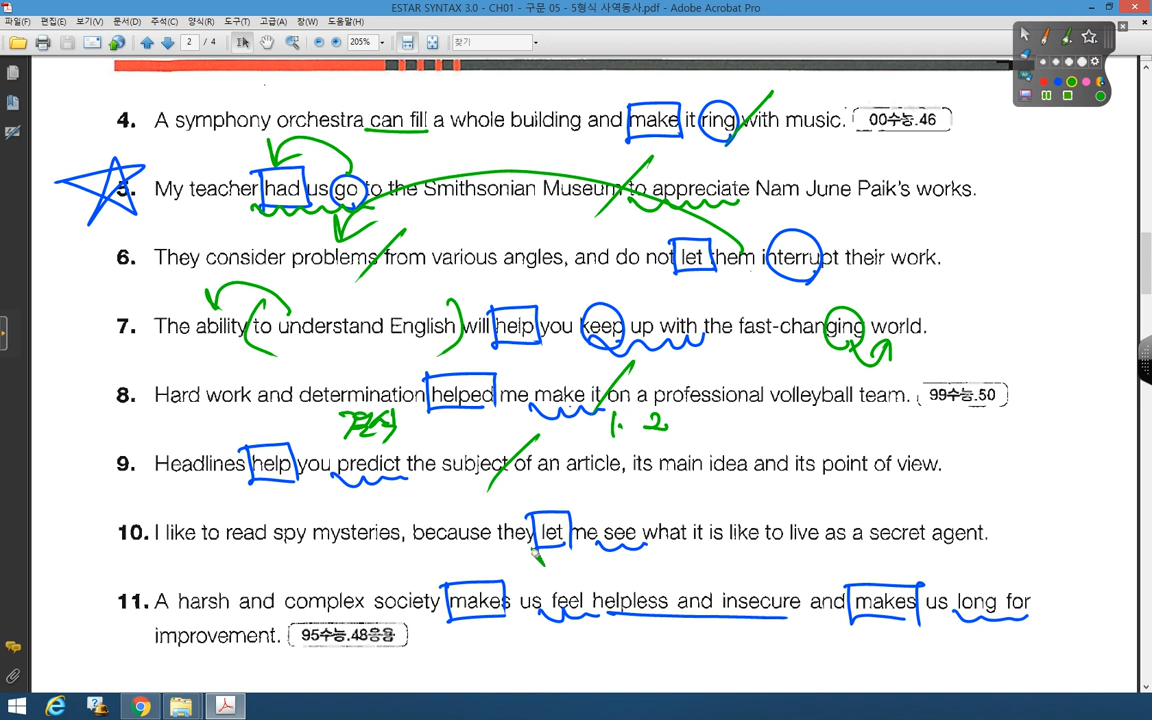 ESTAR SYNTAX 3.0 - CH01 - 구문 05 - 5형식 사역동사.pdf - Adobe Acrobat Pro
파일(F) 편집(E) 보기(V) 문서(D) 주석(C) 양식(R) 도구(T) 고급(A) 창(W) 도움말(H)
2 / 4 205% 찾기
4. A symphony orchestra can fill a whole building and make it ring with music. 00수능.46
5. My teacher had us go to the Smithsonian Museum to appreciate Nam June Paik's works.
6. They consider problems from various angles, and do not let them interrupt their work.
7. The ability to understand English will help you keep up with the fast-changing world.
8. Hard work and determination helped me make it on a professional volleyball team. 99수능.50
1. 2
9. Headlines help you predict the subject of an article, its main idea and its point of view.
10. I like to read spy mysteries, because they let me see what it is like to live as a secret agent.
11. A harsh and complex society makes us feel helpless and insecure and makes us long for
improvement. 95수능.48응용